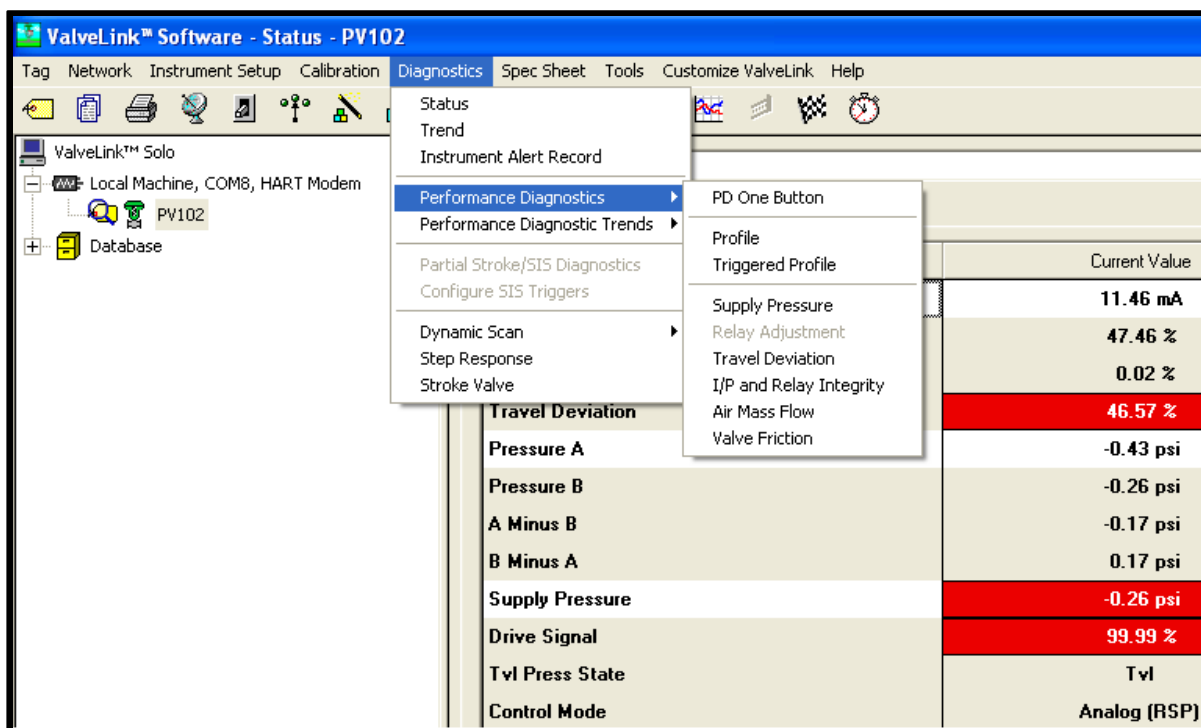 ValveLink™ Software - Status - PV102
Tag Network Instrument Setup Calibration Diagnostics Spec Sheet Tools Customize ValveLink Help
ValveLink™ Solo
Local Machine, COM8, HART Modem
PV102
Database
Status
Trend
Instrument Alert Record
Performance Diagnostics
Performance Diagnostic Trends
Partial Stroke/SIS Diagnostics
Configure SIS Triggers
Dynamic Scan
Step Response
Stroke Valve
PD One Button
Profile
Triggered Profile
Supply Pressure
Relay Adjustment
Travel Deviation
I/P and Relay Integrity
Air Mass Flow
Valve Friction
Current Value
11.46 mA
47.46 %
0.02 %
Travel Deviation 46.57 %
Pressure A -0.43 psi
Pressure B -0.26 psi
A Minus B -0.17 psi
B Minus A 0.17 psi
Supply Pressure -0.26 psi
Drive Signal 99.99 %
Tvl Press State Tvl
Control Mode Analog (RSP)